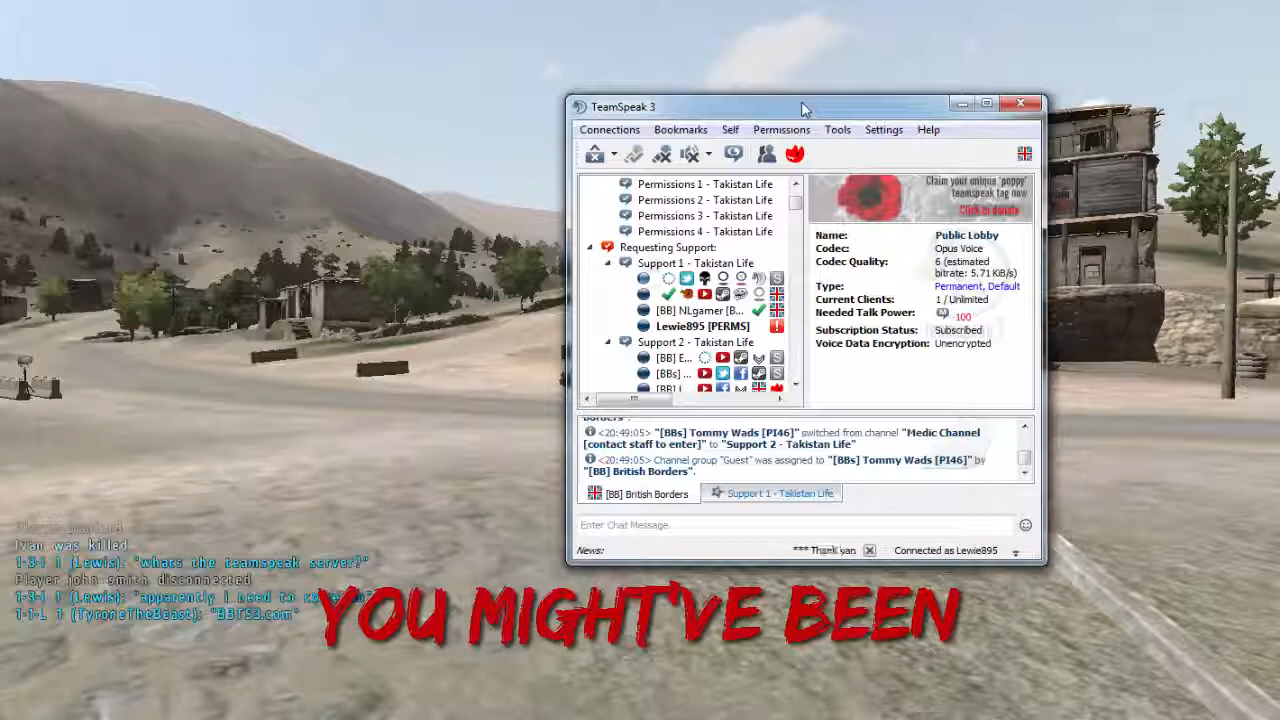 TeamSpeak 3
Connections Bookmarks Self Permissions Tools Settings Help
Permissions 1 - Takistan Life
Permissions 2 - Takistan Life
Permissions 3 - Takistan Life
Permissions 4 - Takistan Life
Requesting Support:
Support 1 - Takistan Life
[BB] NLgamer [B...
Lewie895 [PERMS]
Support 2 - Takistan Life
[BB] E...
[BBs] ...
Claim your unique 'poppy'
teamspeak tag now
Click to donate
Name: Public Lobby
Codec: Opus Voice
Codec Quality: 6 (estimated
bitrate: 5.71 KiB/s)
Type: Permanent, Default
Current Clients: 1 / Unlimited
Needed Talk Power: -100
Subscription Status: Subscribed
Voice Data Encryption: Unencrypted
borders".
<20:49:05> "[BBs] Tommy Wads [PI46]" switched from channel "Medic Channel
[contact staff to enter]" to "Support 2 - Takistan Life"
<20:49:05> Channel group "Guest" was assigned to "[BBs] Tommy Wads [PI46]" by
"[BB] British Borders".
[BB] British Borders Support 1 - Takistan Life
Enter Chat Message.
News: *** Thank Connected as Lewie895
Ivan was killed
1-3-I 1 (Lewis): "whats the teamspeak server?"
Player john smith disconnected
1-3-I 1 (Lewis): "apparently i need to
1-1-L 1 (TyroneTheBeast): "BBTS3.com"
YOU MIGHT'VE BEEN